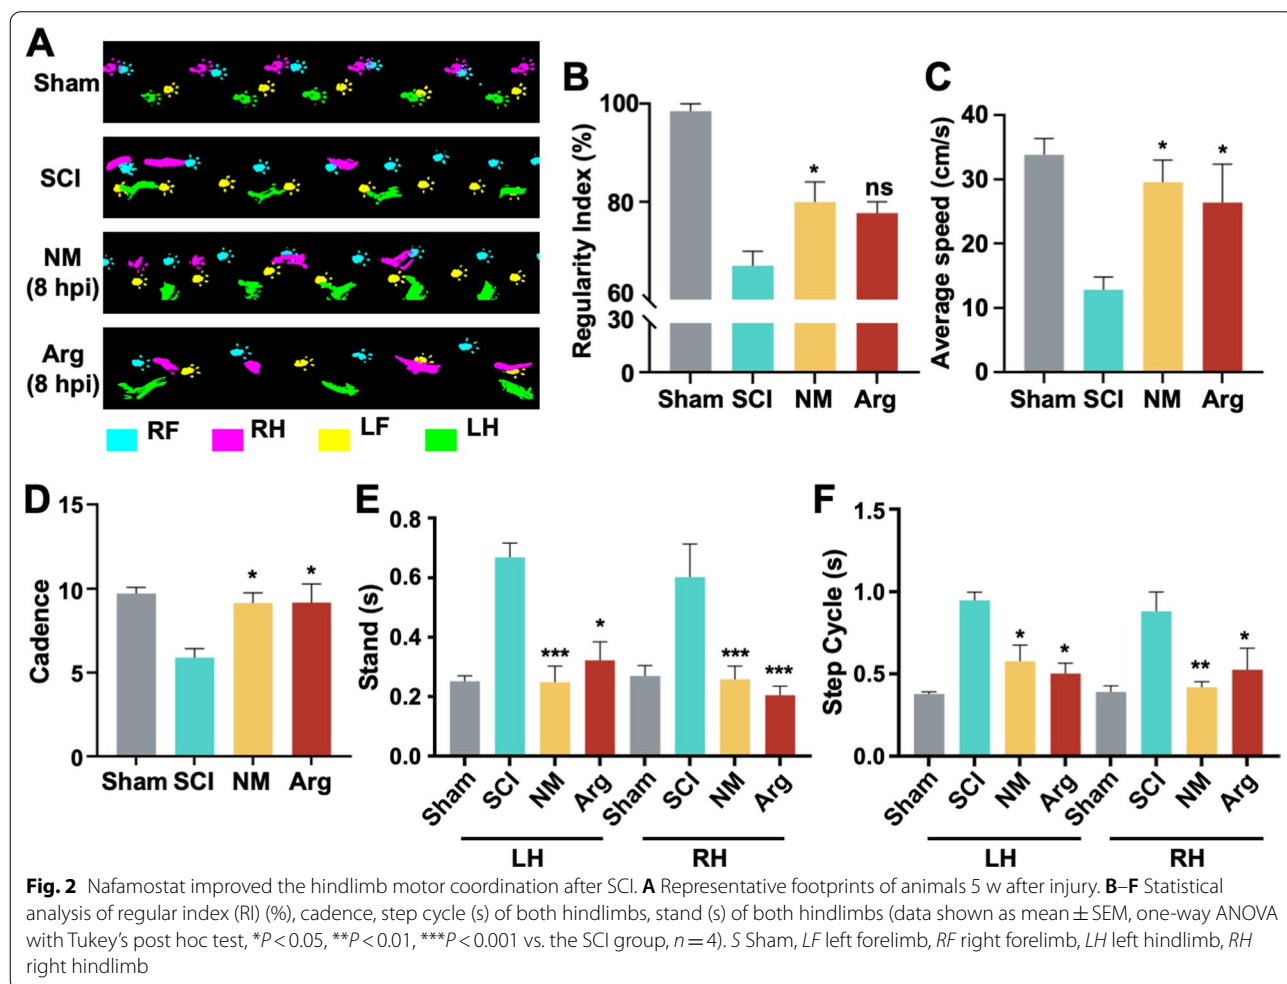 A
Sham
SCI
NM
(8 hpi)
Arg
(8 hpi)
RF RH LF LH
B
Regularity Index (%)
100
80
60
30
0
*
ns
Sham SCI NM Arg
C
Average speed (cm/s)
40
30
20
10
0
*
*
Sham SCI NM Arg
D
Cadence
15
10
5
0
*
*
Sham SCI NM Arg
E
Stand (s)
0.8
0.6
0.4
0.2
0.0
***
*
***
***
Sham SCI NM Arg Sham SCI NM Arg
LH RH
F
Step Cycle (s)
1.5
1.0
0.5
0.0
*
*
**
*
Sham SCI NM Arg Sham SCI NM Arg
LH RH
Fig. 2 Nafamostat improved the hindlimb motor coordination after SCI. A Representative footprints of animals 5 w after injury. B–F Statistical
analysis of regular index (RI) (%), cadence, step cycle (s) of both hindlimbs, stand (s) of both hindlimbs (data shown as mean ± SEM, one-way ANOVA
with Tukey's post hoc test, *P < 0.05, **P < 0.01, ***P < 0.001 vs. the SCI group, n = 4). S Sham, LF left forelimb, RF right forelimb, LH left hindlimb, RH
right hindlimb